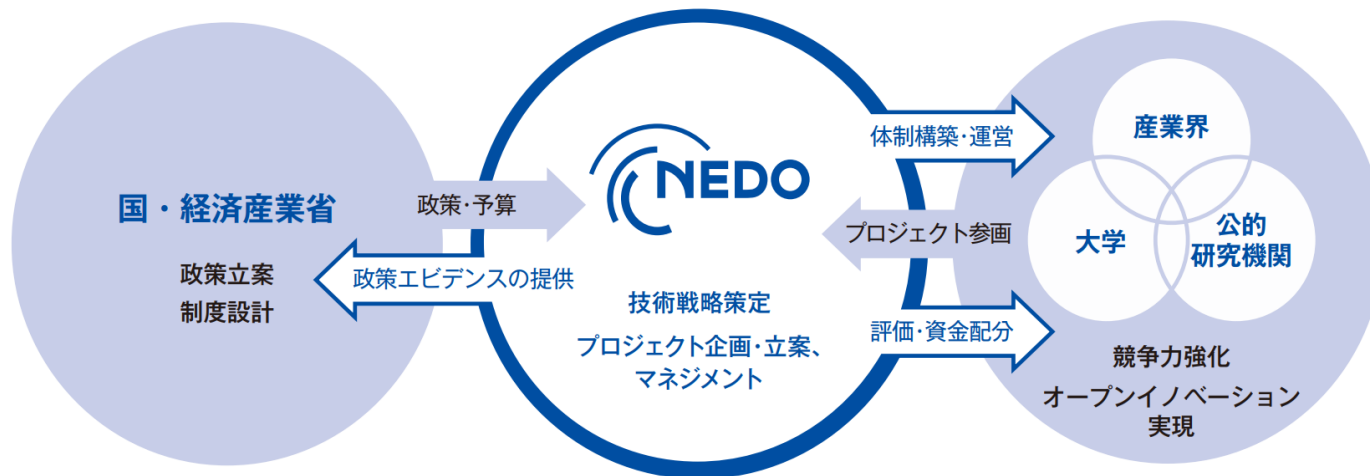 国・経済産業省
政策立案
制度設計
政策・予算
政策エビデンスの提供
NEDO
技術戦略策定
プロジェクト企画・立案、
マネジメント
体制構築・運営
プロジェクト参画
評価・資金配分
産業界
大学
公的
研究機関
競争力強化
オープンイノベーション
実現